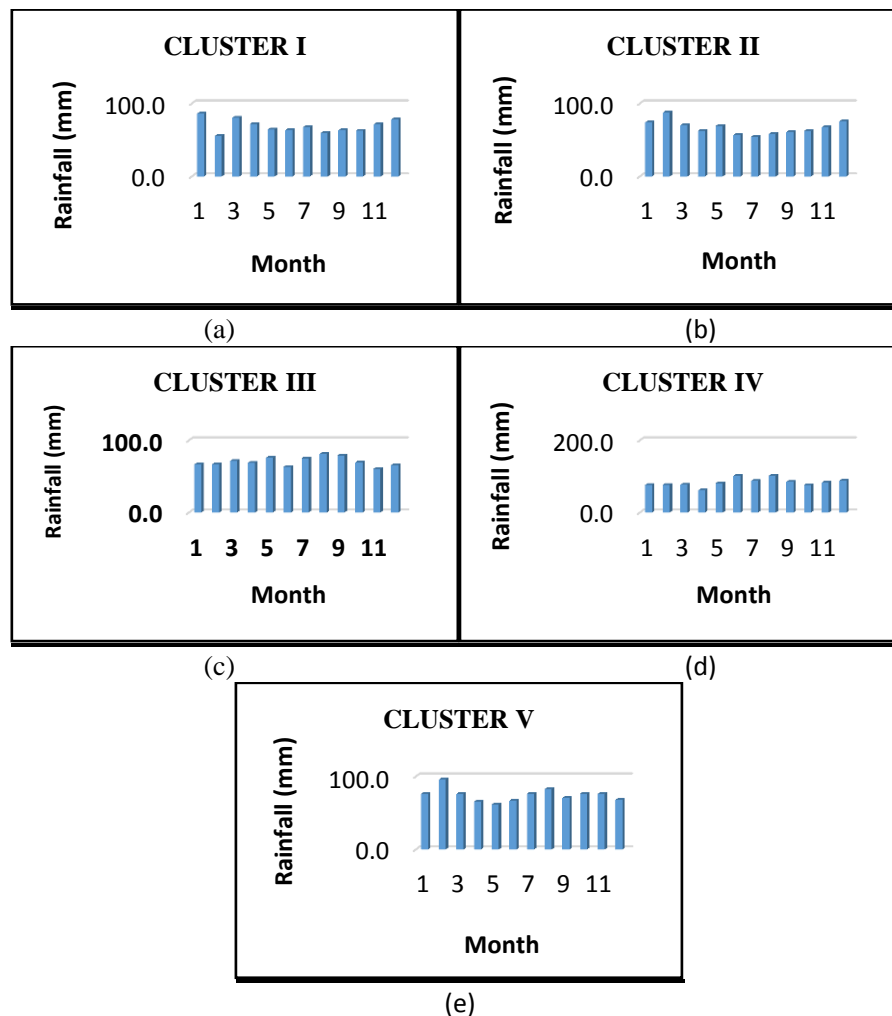 CLUSTER I
Rainfall (mm)
100.0
0.0
1 3 5 7 9 11
Month
(a)
CLUSTER II
Rainfall (mm)
100.0
0.0
1 3 5 7 9 11
Month
(b)
CLUSTER III
Rainfall (mm)
100.0
0.0
1 3 5 7 9 11
Month
(c)
CLUSTER IV
Rainfall (mm)
200.0
0.0
1 3 5 7 9 11
Month
(d)
CLUSTER V
Rainfall (mm)
100.0
0.0
1 3 5 7 9 11
Month
(e)